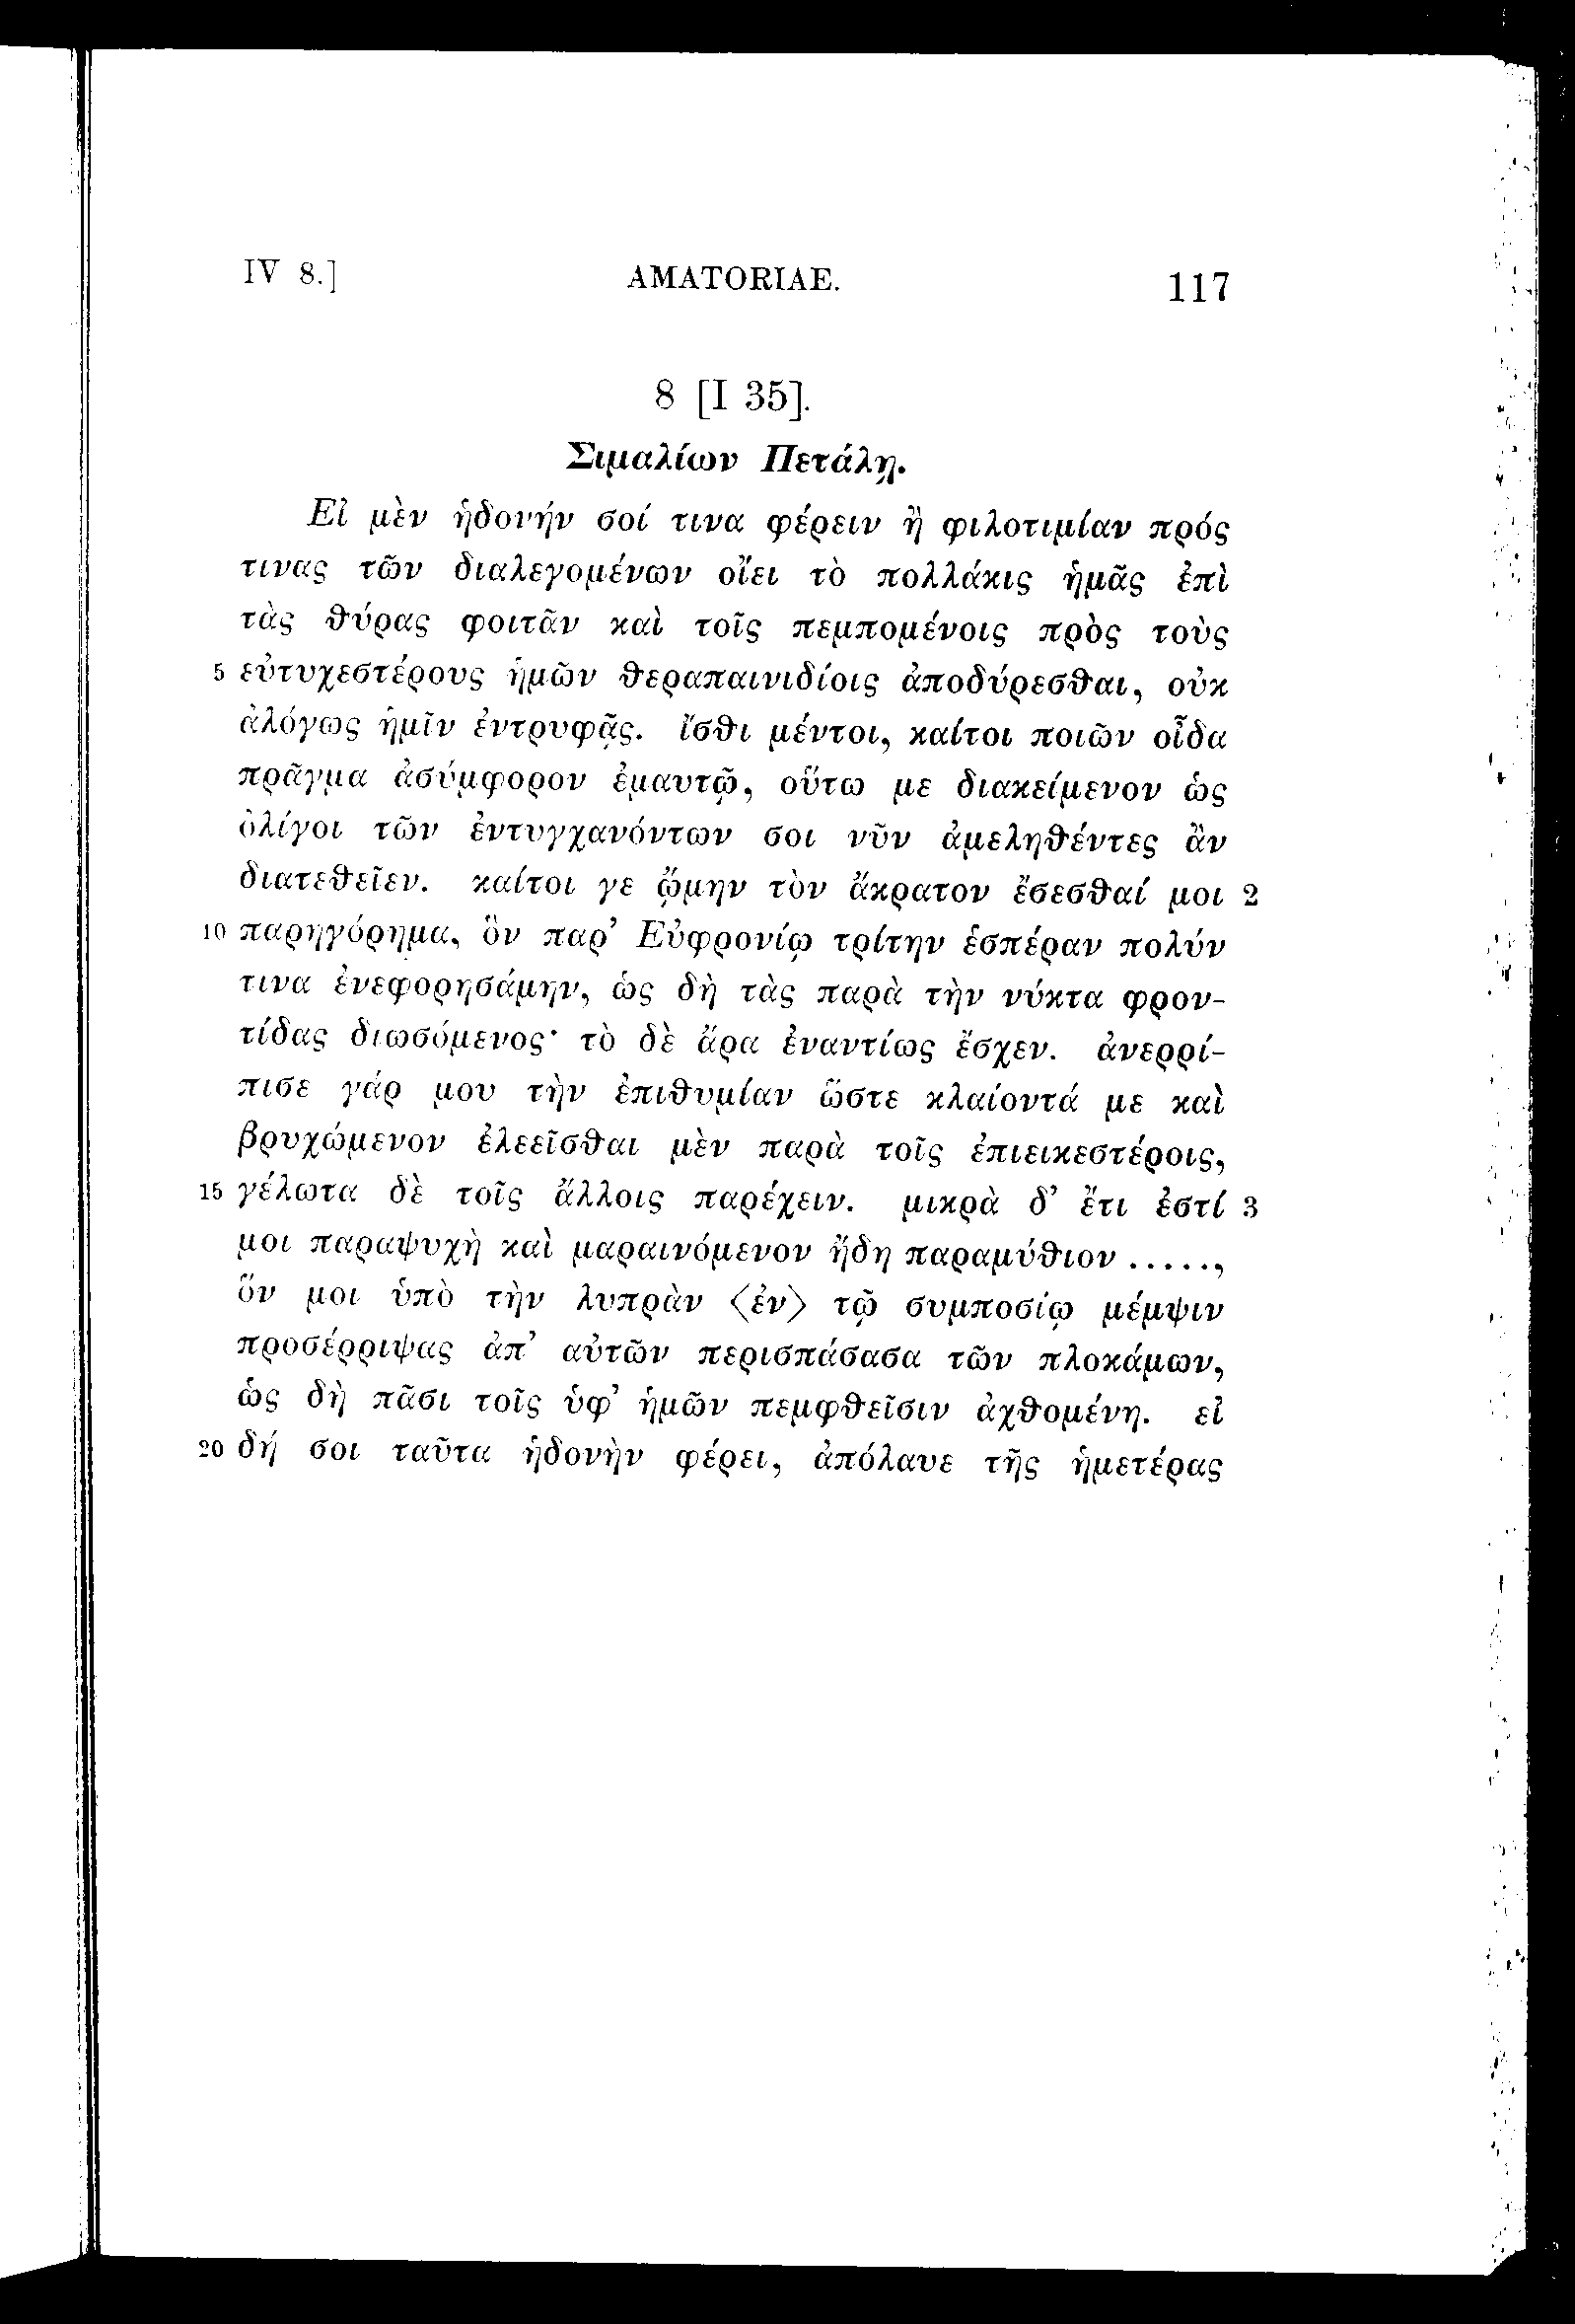 IV 8.] AMATORIAE. 117
8 [I 35].
Σιμαλίων Πετάλῃ.
Εἰ μὲν ἡδονήν σοί τινα φέρειν ἢ φιλοτιμίαν πρός
τινας τῶν διαλεγομένων οἴει τὸ πολλάκις ἡμᾶς ἐπὶ
τὰς θύρας φοιτᾶν καὶ τοῖς πεμπομένοις πρὸς τοὺς
5 εὐτυχεστέρους ἡμῶν θεραπαινιδίοις ἀποδύρεσθαι, οὐκ
ἀλόγως ἡμῖν ἐντρυφᾷς. ἴσθι μέντοι, καίτοι ποιῶν οἶδα
πρᾶγμα ἀσύμφορον ἐμαυτῷ, οὕτω με διακείμενον ὡς
ὀλίγοι τῶν ἐντυγχανόντων σοι νῦν ἀμεληθέντες ἂν
διατεθεῖεν. καίτοι γε ᾤμην τὸν ἄκρατον ἔσεσθαί μοι 2
10 παρηγόρημα, ὃν παρ’ Εὐφρονίῳ τρίτην ἑσπέραν πολύν
τινα ἐνεφορησάμην, ὡς δὴ τὰς παρὰ τὴν νύκτα φρον-
τίδας διωσόμενος· τὸ δὲ ἄρα ἐναντίως ἔσχεν. ἀνερρί-
πισε γάρ μου τὴν ἐπιθυμίαν ὥστε κλαίοντά με καὶ
βρυχώμενον ἐλεεῖσθαι μὲν παρὰ τοῖς ἐπιεικεστέροις,
15 γέλωτα δὲ τοῖς ἄλλοις παρέχειν. μικρὰ δ’ ἔτι ἐστί 3
μοι παραψυχὴ καὶ μαραινόμενον ἤδη παραμύθιον .....,
ὅν μοι ὑπὸ τὴν λυπρὰν ⟨ἐν⟩ τῷ συμποσίῳ μέμψιν
προσέρριψας ἀπ’ αὐτῶν περισπάσασα τῶν πλοκάμων,
ὡς δὴ πᾶσι τοῖς ὑφ’ ἡμῶν πεμφθεῖσιν ἀχθομένη. εἰ
20 δή σοι ταῦτα ἡδονὴν φέρει, ἀπόλαυε τῆς ἡμετέρας